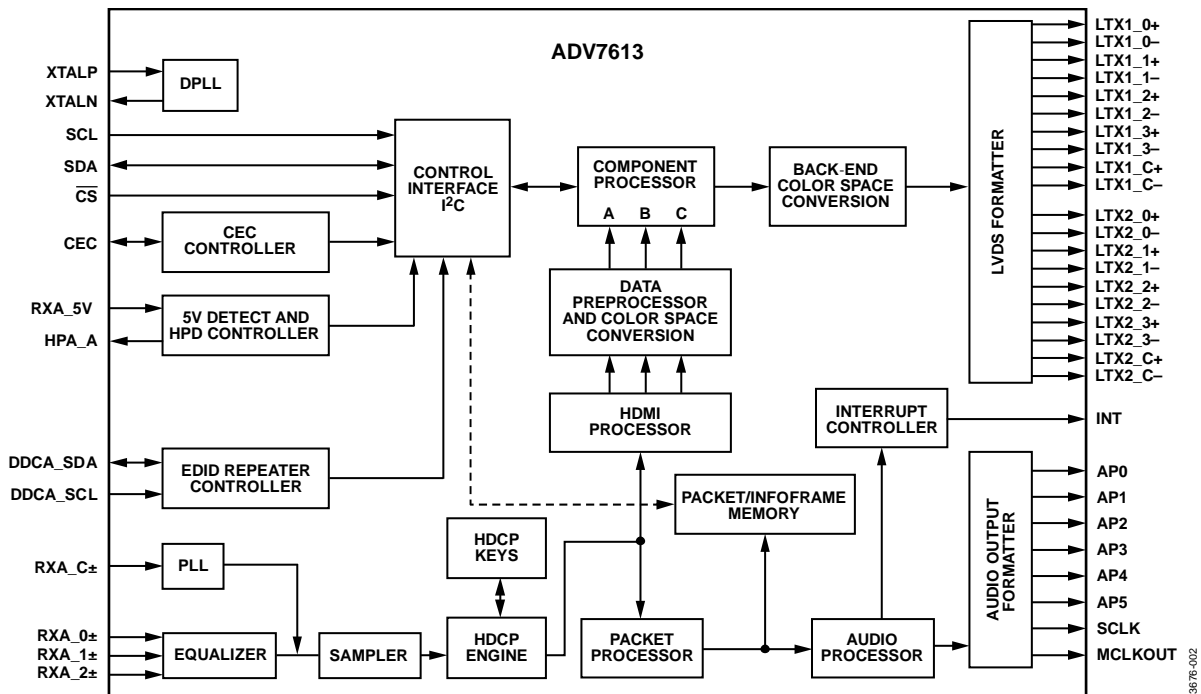 ADV7613
XTALP
XTALN
DPLL
SCL
SDA
CS
CONTROL
INTERFACE
I2C
CEC
CEC
CONTROLLER
RXA_5V
HPA_A
5V DETECT AND
HPD CONTROLLER
DDCA_SDA
DDCA_SCL
EDID REPEATER
CONTROLLER
RXA_C±
PLL
RXA_0±
RXA_1±
RXA_2±
EQUALIZER
SAMPLER
HDCP
KEYS
HDCP
ENGINE
COMPONENT
PROCESSOR
A B C
DATA
PREPROCESSOR
AND COLOR SPACE
CONVERSION
HDMI
PROCESSOR
PACKET/INFOFRAME
MEMORY
PACKET
PROCESSOR
BACK-END
COLOR SPACE
CONVERSION
INTERRUPT
CONTROLLER
AUDIO
PROCESSOR
LVDS FORMATTER
AUDIO OUTPUT
FORMATTER
LTX1_0+
LTX1_0–
LTX1_1+
LTX1_1–
LTX1_2+
LTX1_2–
LTX1_3+
LTX1_3–
LTX1_C+
LTX1_C–
LTX2_0+
LTX2_0–
LTX2_1+
LTX2_1–
LTX2_2+
LTX2_2–
LTX2_3+
LTX2_3–
LTX2_C+
LTX2_C–
INT
AP0
AP1
AP2
AP3
AP4
AP5
SCLK
MCLKOUT